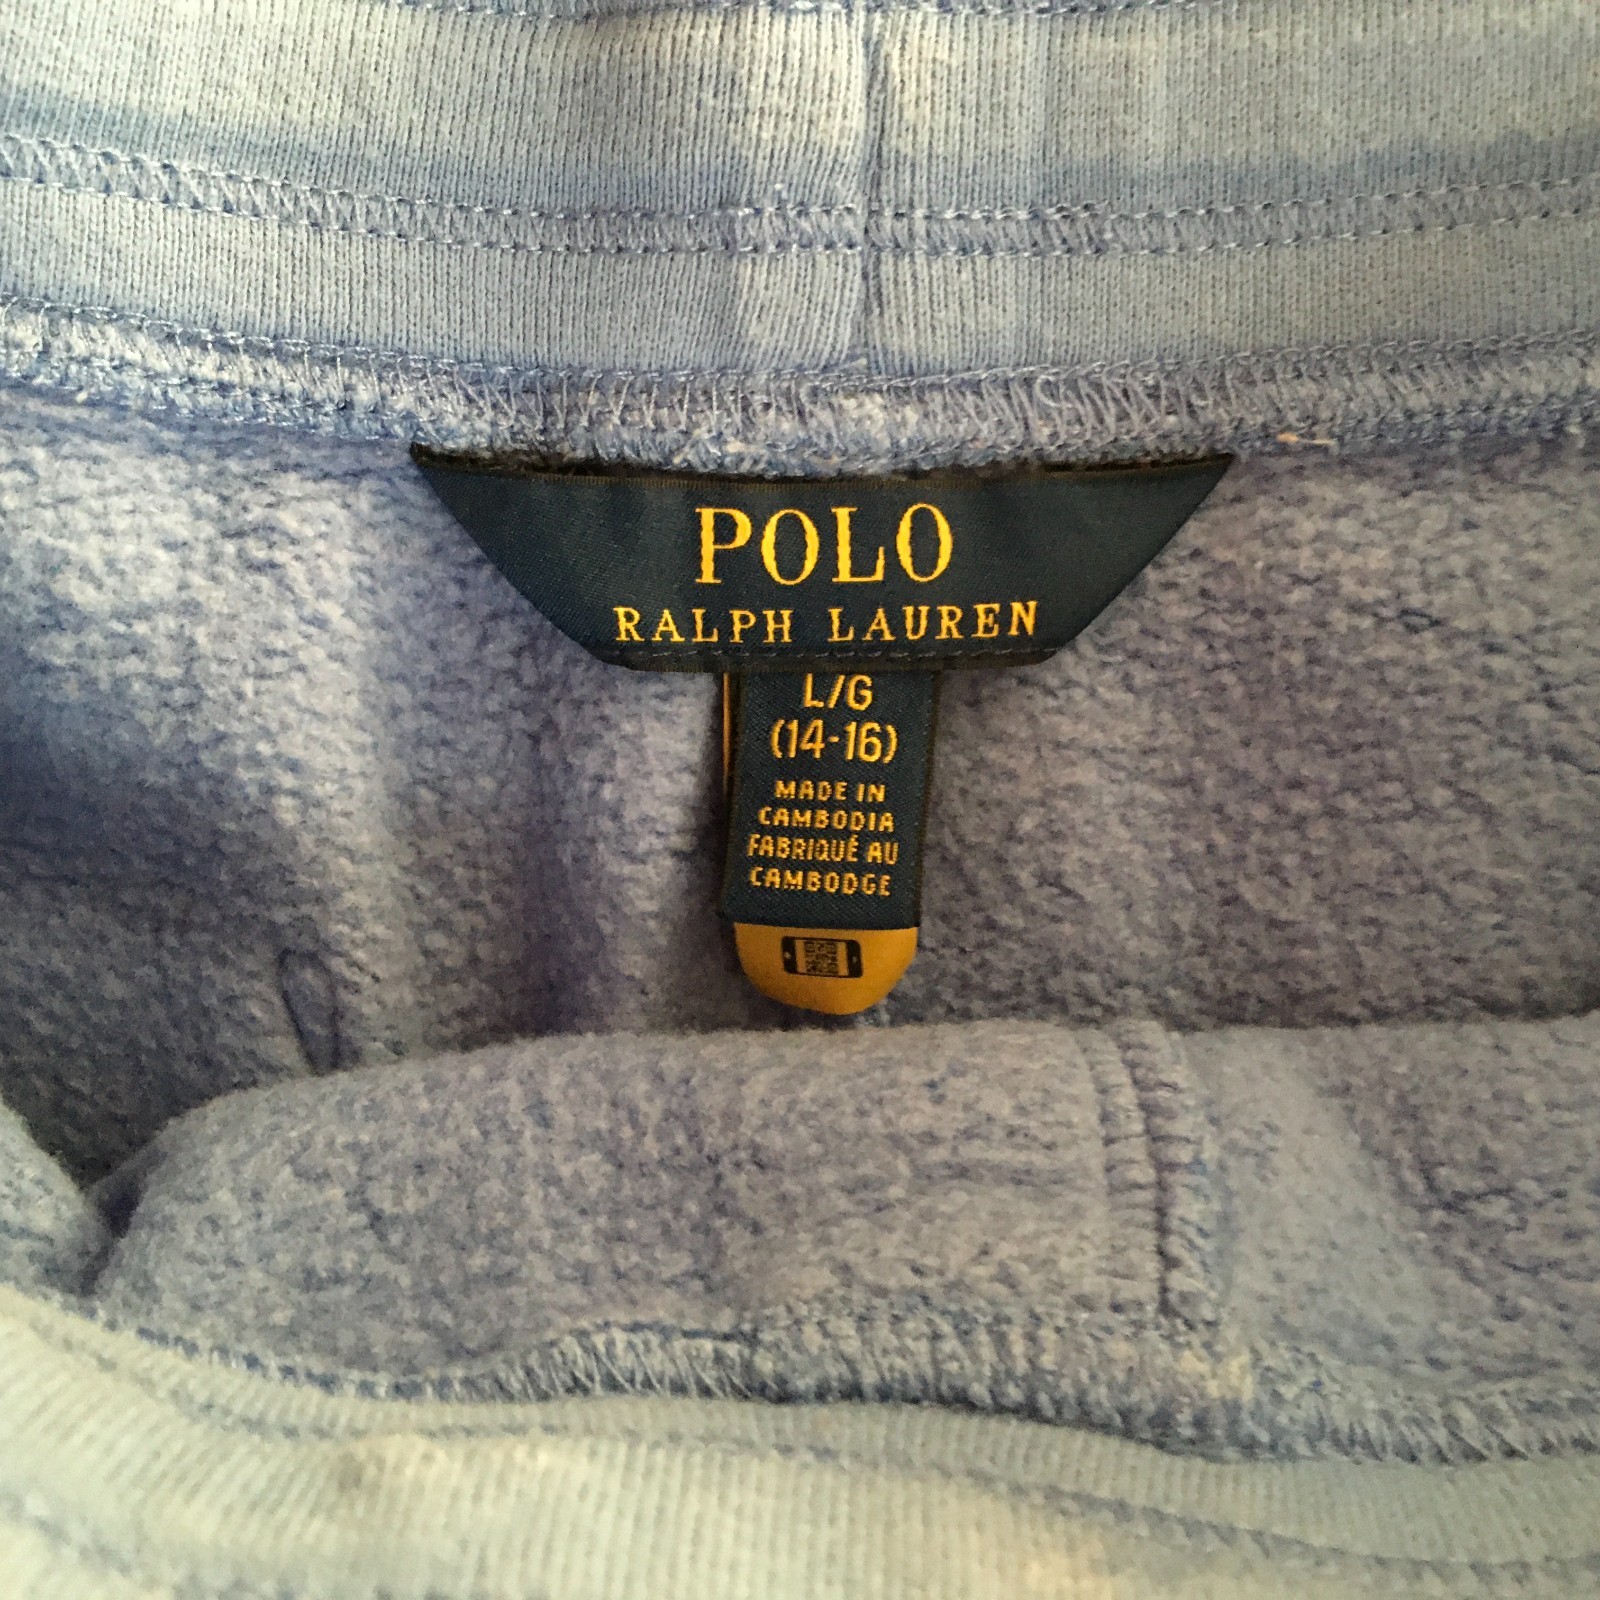 POLO
RALPH LAUREN
L/G
(14-16)
MADE IN
CAMBODIA
FABRIQUÉ AU
CAMBODGE